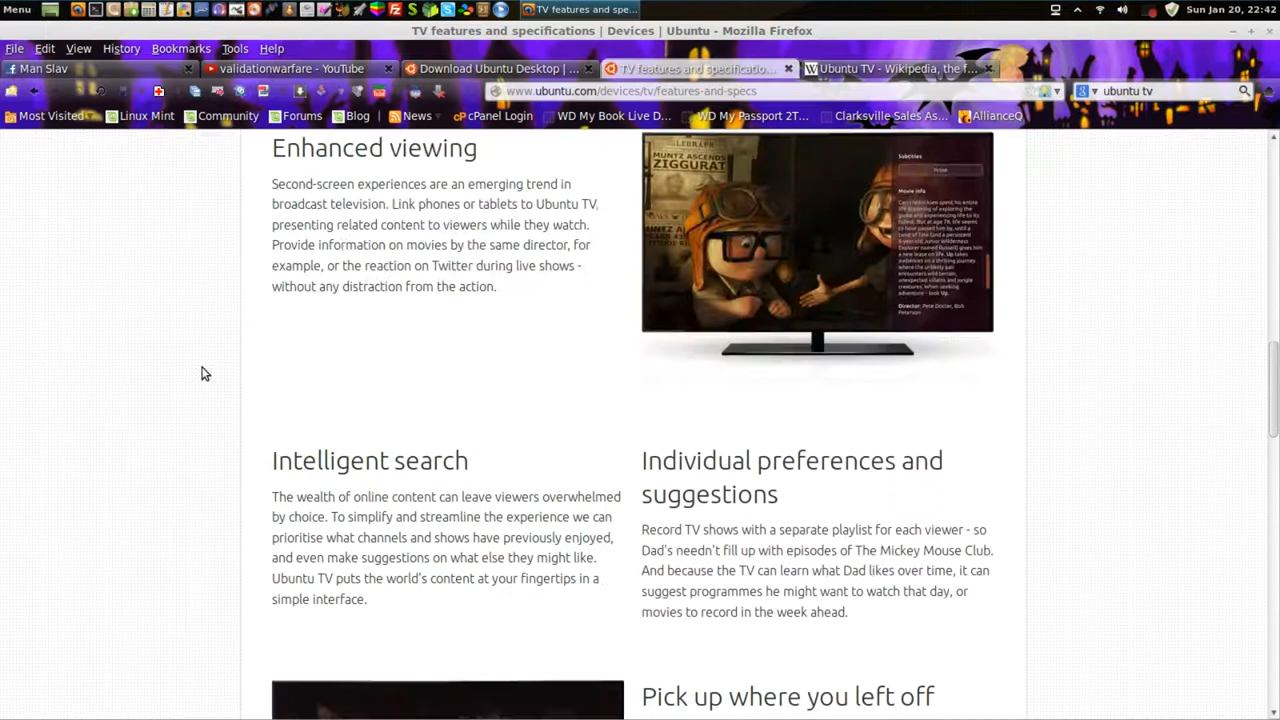 Menu
TV features and spe...
Sun Jan 20, 22:42
TV features and specifications | Devices | Ubuntu - Mozilla Firefox
File Edit View History Bookmarks Tools Help
Man Slav
validationwarfare - YouTube
Download Ubuntu Desktop | ...
TV features and specificatio...
Ubuntu TV - Wikipedia, the f...
www.ubuntu.com/devices/tv/features-and-specs
ubuntu tv
Most Visited
Linux Mint
Community
Forums
Blog
News
cPanel Login
WD My Book Live D...
WD My Passport 2T...
Clarksville Sales As...
AllianceQ
Enhanced viewing
Second-screen experiences are an emerging trend in
broadcast television. Link phones or tablets to Ubuntu TV,
presenting related content to viewers while they watch.
Provide information on movies by the same director, for
example, or the reaction on Twitter during live shows -
without any distraction from the action.
MUNTZ ASCENDS
ZIGGURAT
Subtitles
Movie info
Director: Pete Docter, Bob
Peterson
Intelligent search
The wealth of online content can leave viewers overwhelmed
by choice. To simplify and streamline the experience we can
prioritise what channels and shows have previously enjoyed,
and even make suggestions on what else they might like.
Ubuntu TV puts the world's content at your fingertips in a
simple interface.
Individual preferences and
suggestions
Record TV shows with a separate playlist for each viewer - so
Dad's needn't fill up with episodes of The Mickey Mouse Club.
And because the TV can learn what Dad likes over time, it can
suggest programmes he might want to watch that day, or
movies to record in the week ahead.
Pick up where you left off